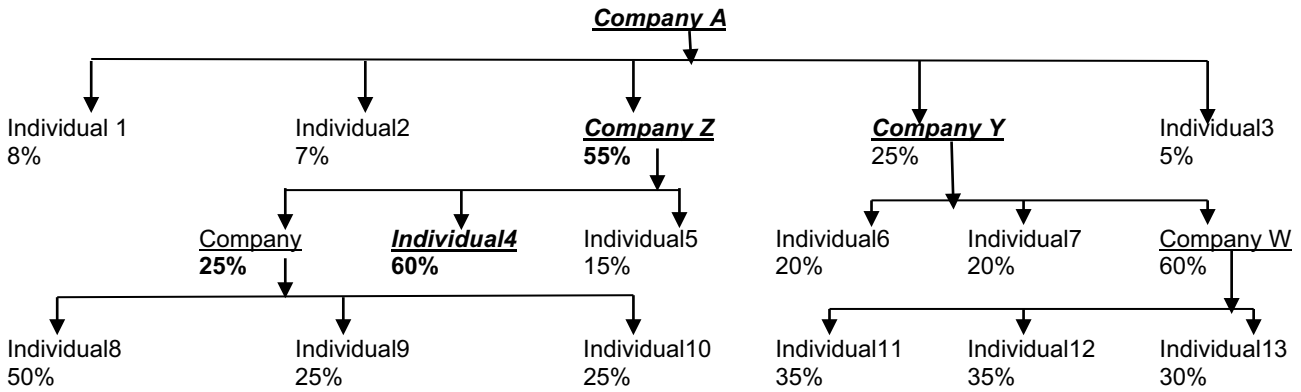 Company A
Individual 1 Individual2 Company Z Company Y Individual3
8% 7% 55% 25% 5%
Company Individual4 Individual5 Individual6 Individual7 Company W
25% 60% 15% 20% 20% 60%
Individual8 Individual9 Individual10 Individual11 Individual12 Individual13
50% 25% 25% 35% 35% 30%